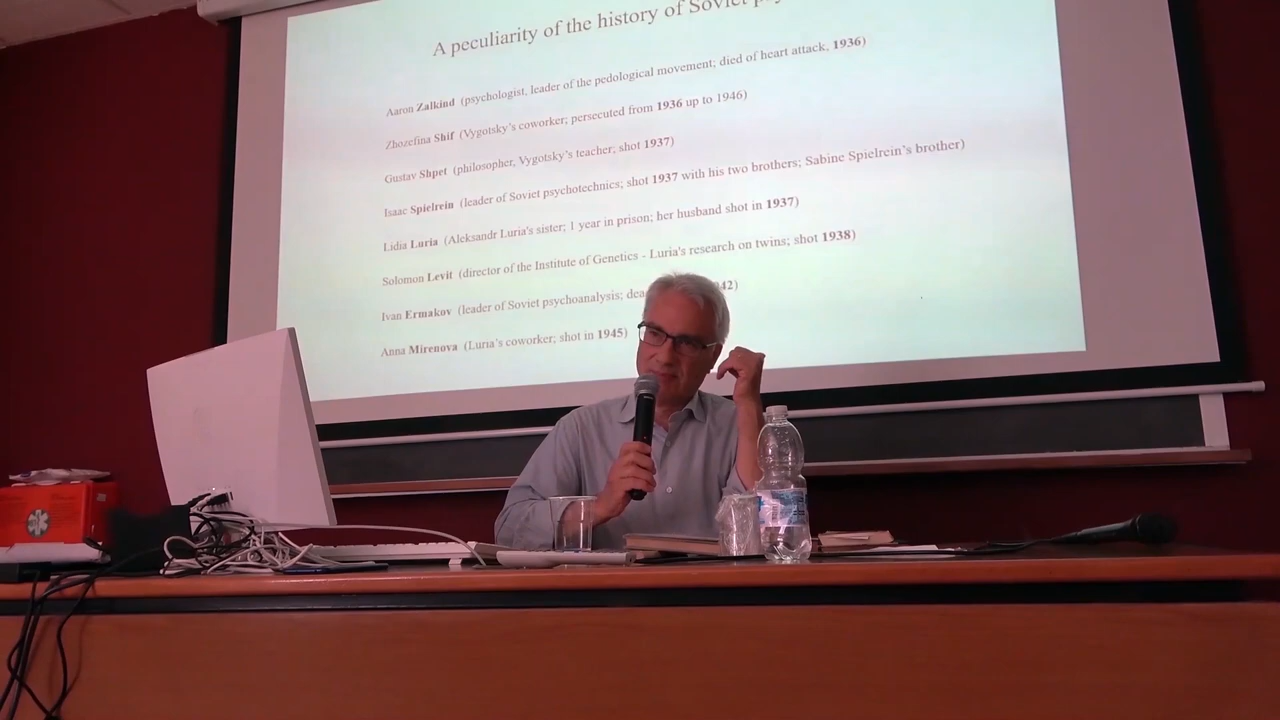 A peculiarity of the history of Soviet
Aaron Zalkind (psychologist, leader of the pedological movement; died of heart attack, 1936)
Zhozefina Shif (Vygotsky's coworker; persecuted from 1936 up to 1946)
Gustav Shpet (philosopher, Vygotsky's teacher; shot 1937)
Isaac Spielrein (leader of Soviet psychotechnics; shot 1937 with his two brothers; Sabine Spielrein's brother)
Lidia Luria (Aleksandr Luria's sister; 1 year in prison; her husband shot in 1937)
Solomon Levit (director of the Institute of Genetics - Luria's research on twins; shot 1938)
Ivan Ermakov (leader of Soviet psychoanalysis; 42)
Anna Mirenova (Luria's coworker; shot in 1945)